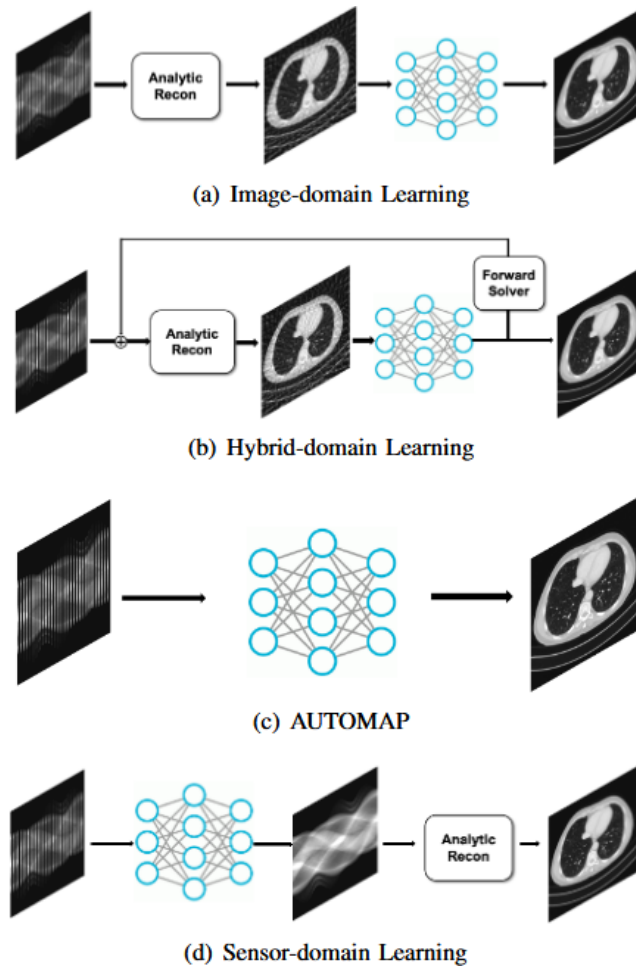 Analytic
Recon
(a) Image-domain Learning
Forward
Solver
Analytic
Recon
(b) Hybrid-domain Learning
(c) AUTOMAP
Analytic
Recon
(d) Sensor-domain Learning